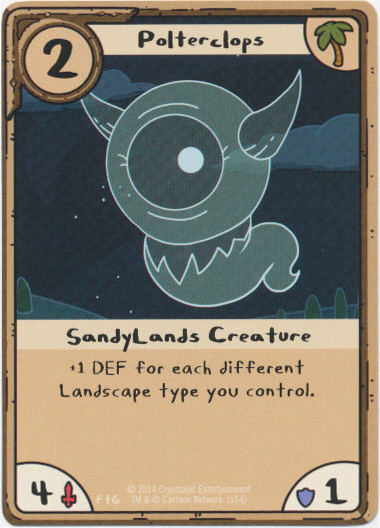 2
Polterclops
SandyLands Creature
+1 DEF for each different
Landscape type you control.
4
FtG
© 2014 Cryptozoic Entertainment
TM & © Cartoon Network. (s14)
1